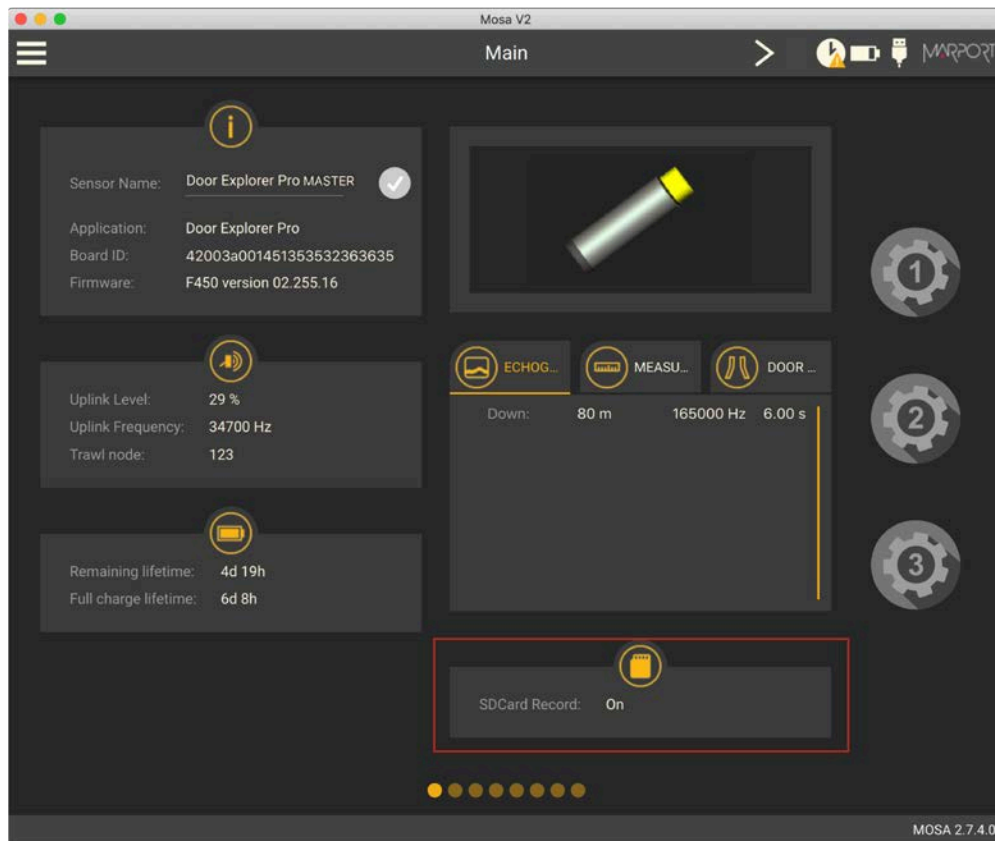 Mosa V2
Main
MARPORT
i
Sensor Name: Door Explorer Pro MASTER
Application: Door Explorer Pro
Board ID: 42003a001451353532363635
Firmware: F450 version 02.255.16
1
Uplink Level: 29 %
Uplink Frequency: 34700 Hz
Trawl node: 123
ECHOG... MEASU... DOOR ...
Down: 80 m 165000 Hz 6.00 s
2
Remaining lifetime: 4d 19h
Full charge lifetime: 6d 8h
3
SDCard Record: On
MOSA 2.7.4.0